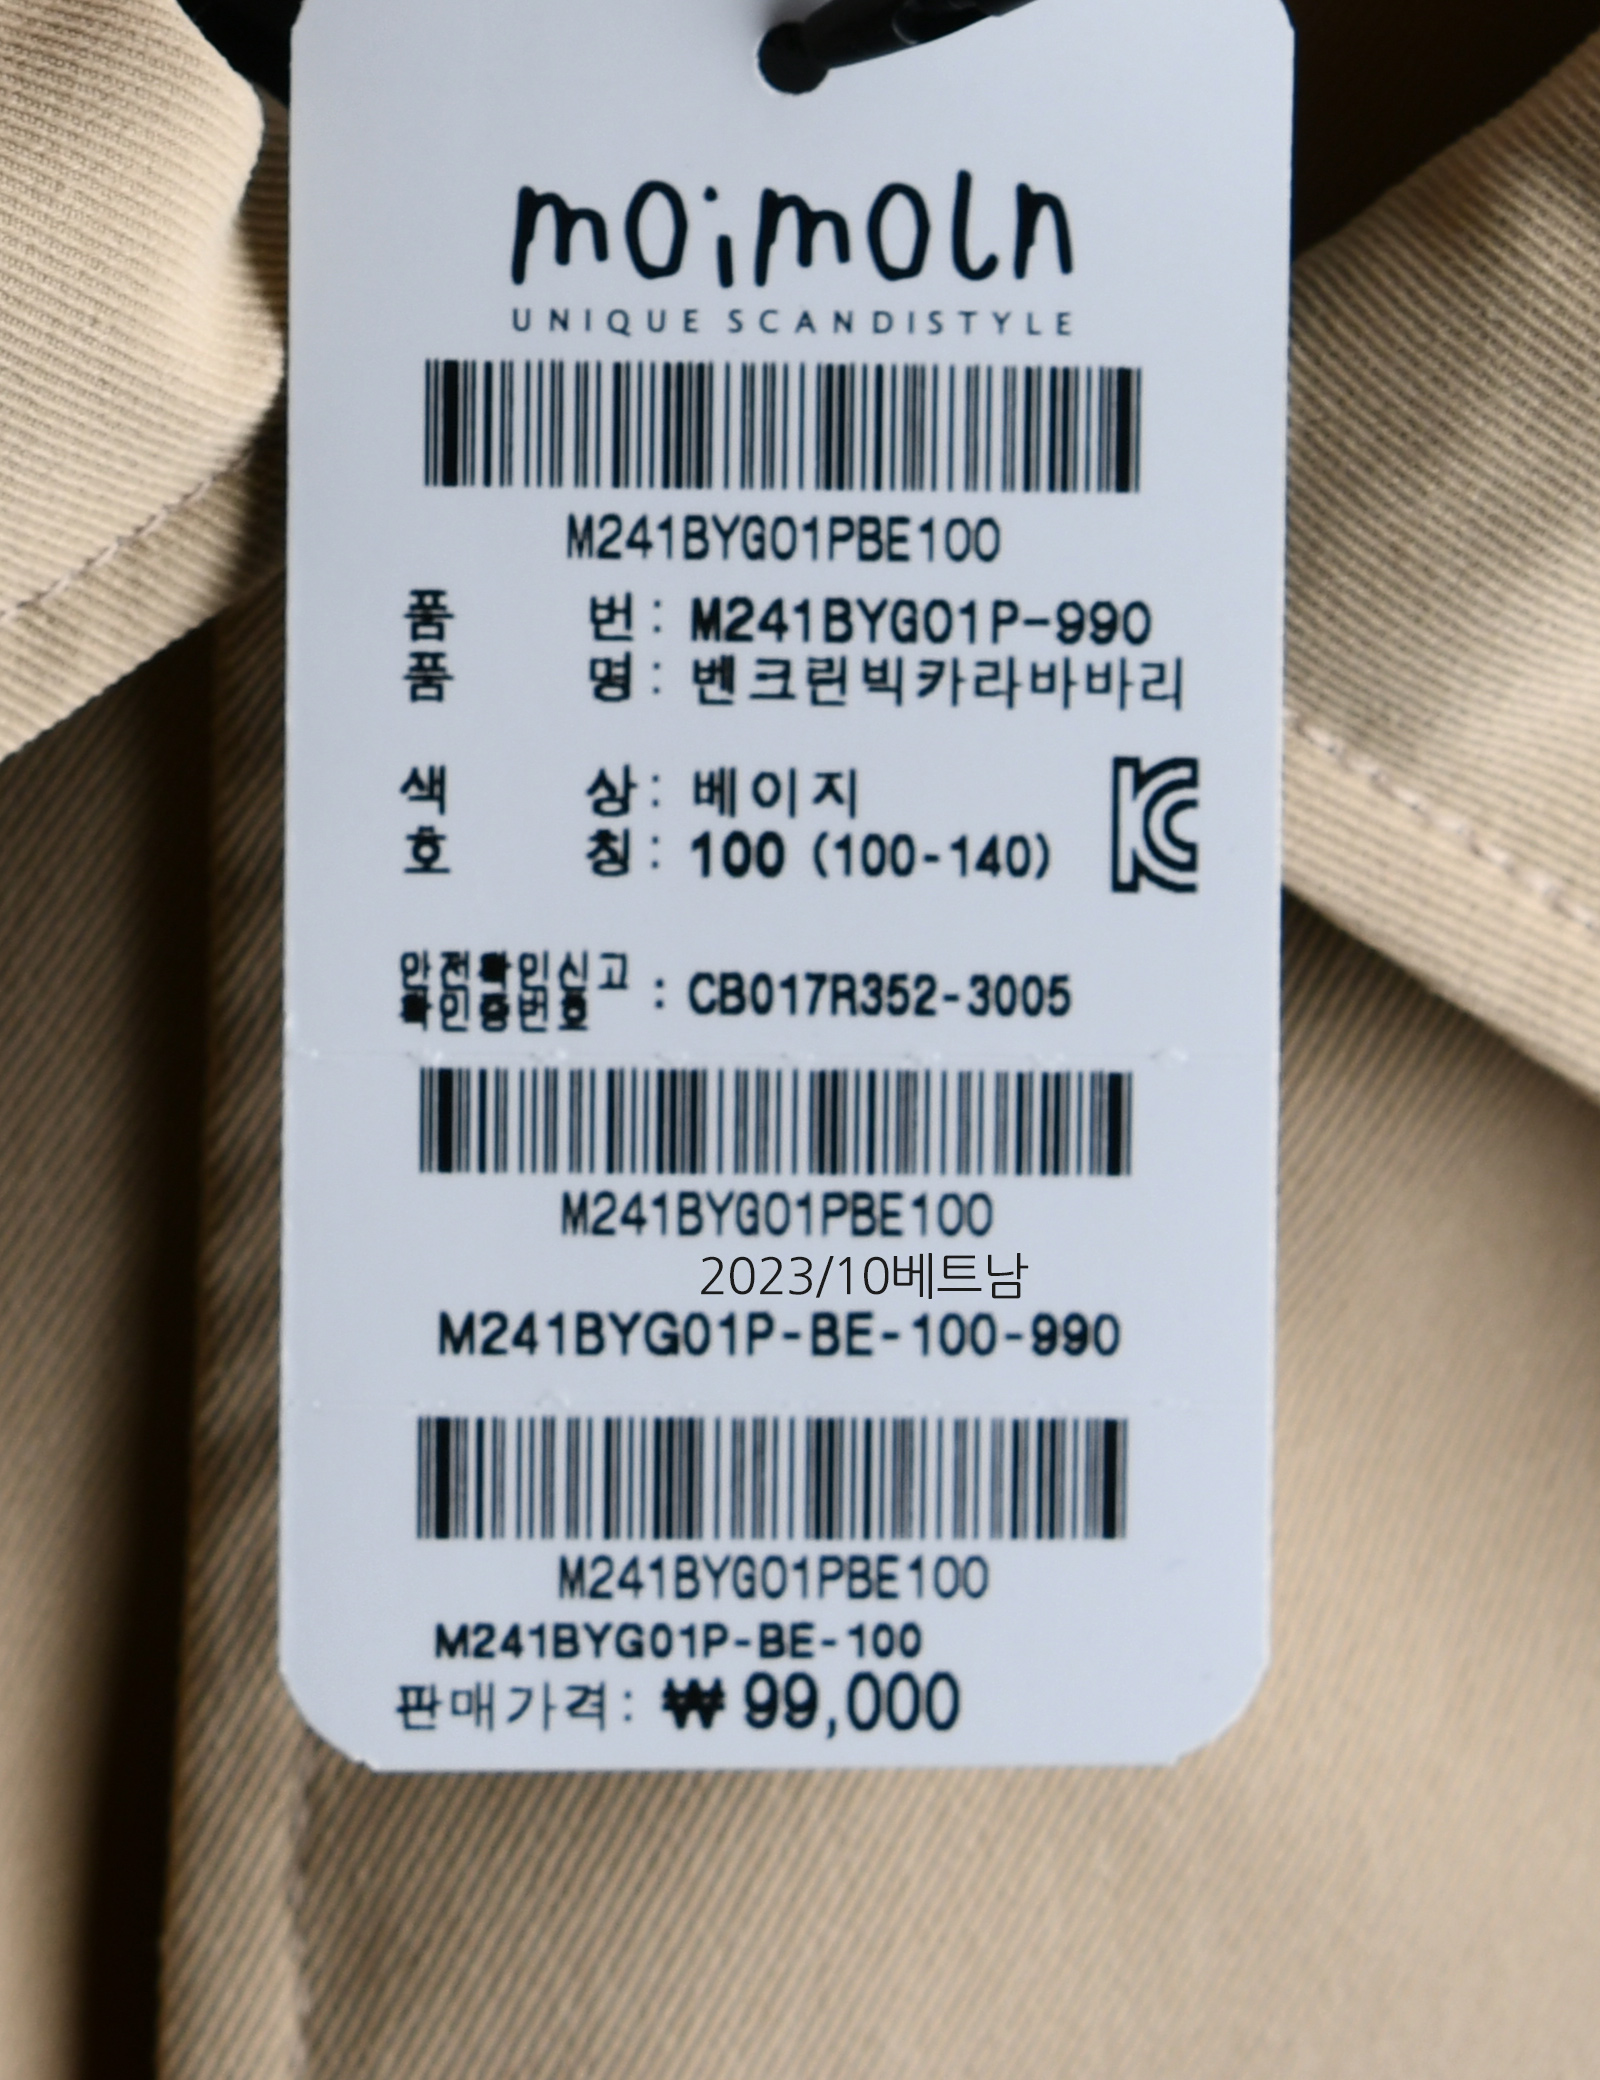 moimoln
UNIQUE SCANDISTYLE
M241BYG01PBE100
품 번 : M241BYG01P-990
품 명 : 벤크린빅카라바바리
색 상 : 베이지
호 칭 : 100 (100-140)
안전확인신고
확인증번호 : CB017R352-3005
M241BYG01PBE100
2023/10베트남
M241BYG01P-BE-100-990
M241BYG01PBE100
M241BYG01P-BE-100
판매가격: ₩ 99,000